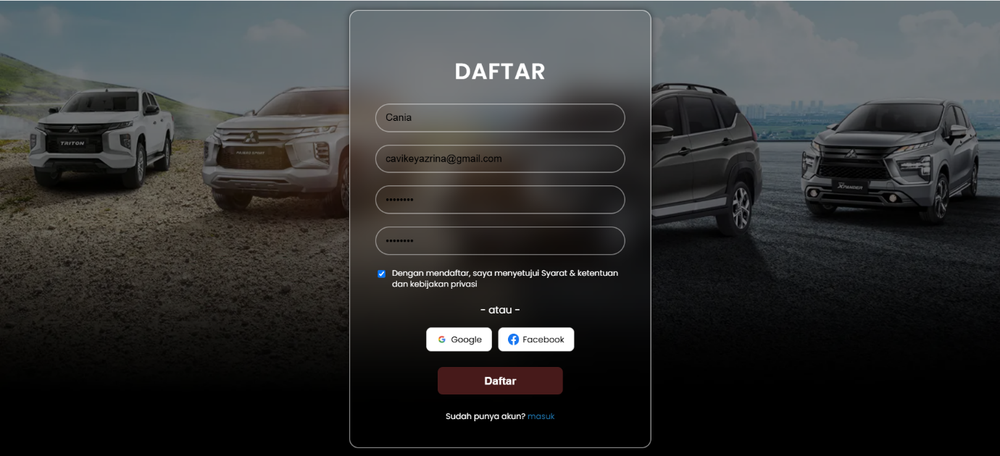 DAFTAR
Cania
cavikeyazrina@gmail.com
••••••••
••••••••
Dengan mendaftar, saya menyetujui Syarat & ketentuan
dan kebijakan privasi
- atau -
Google
Facebook
Daftar
Sudah punya akun? masuk
TRITON
PAJERO SPORT
XPANDER